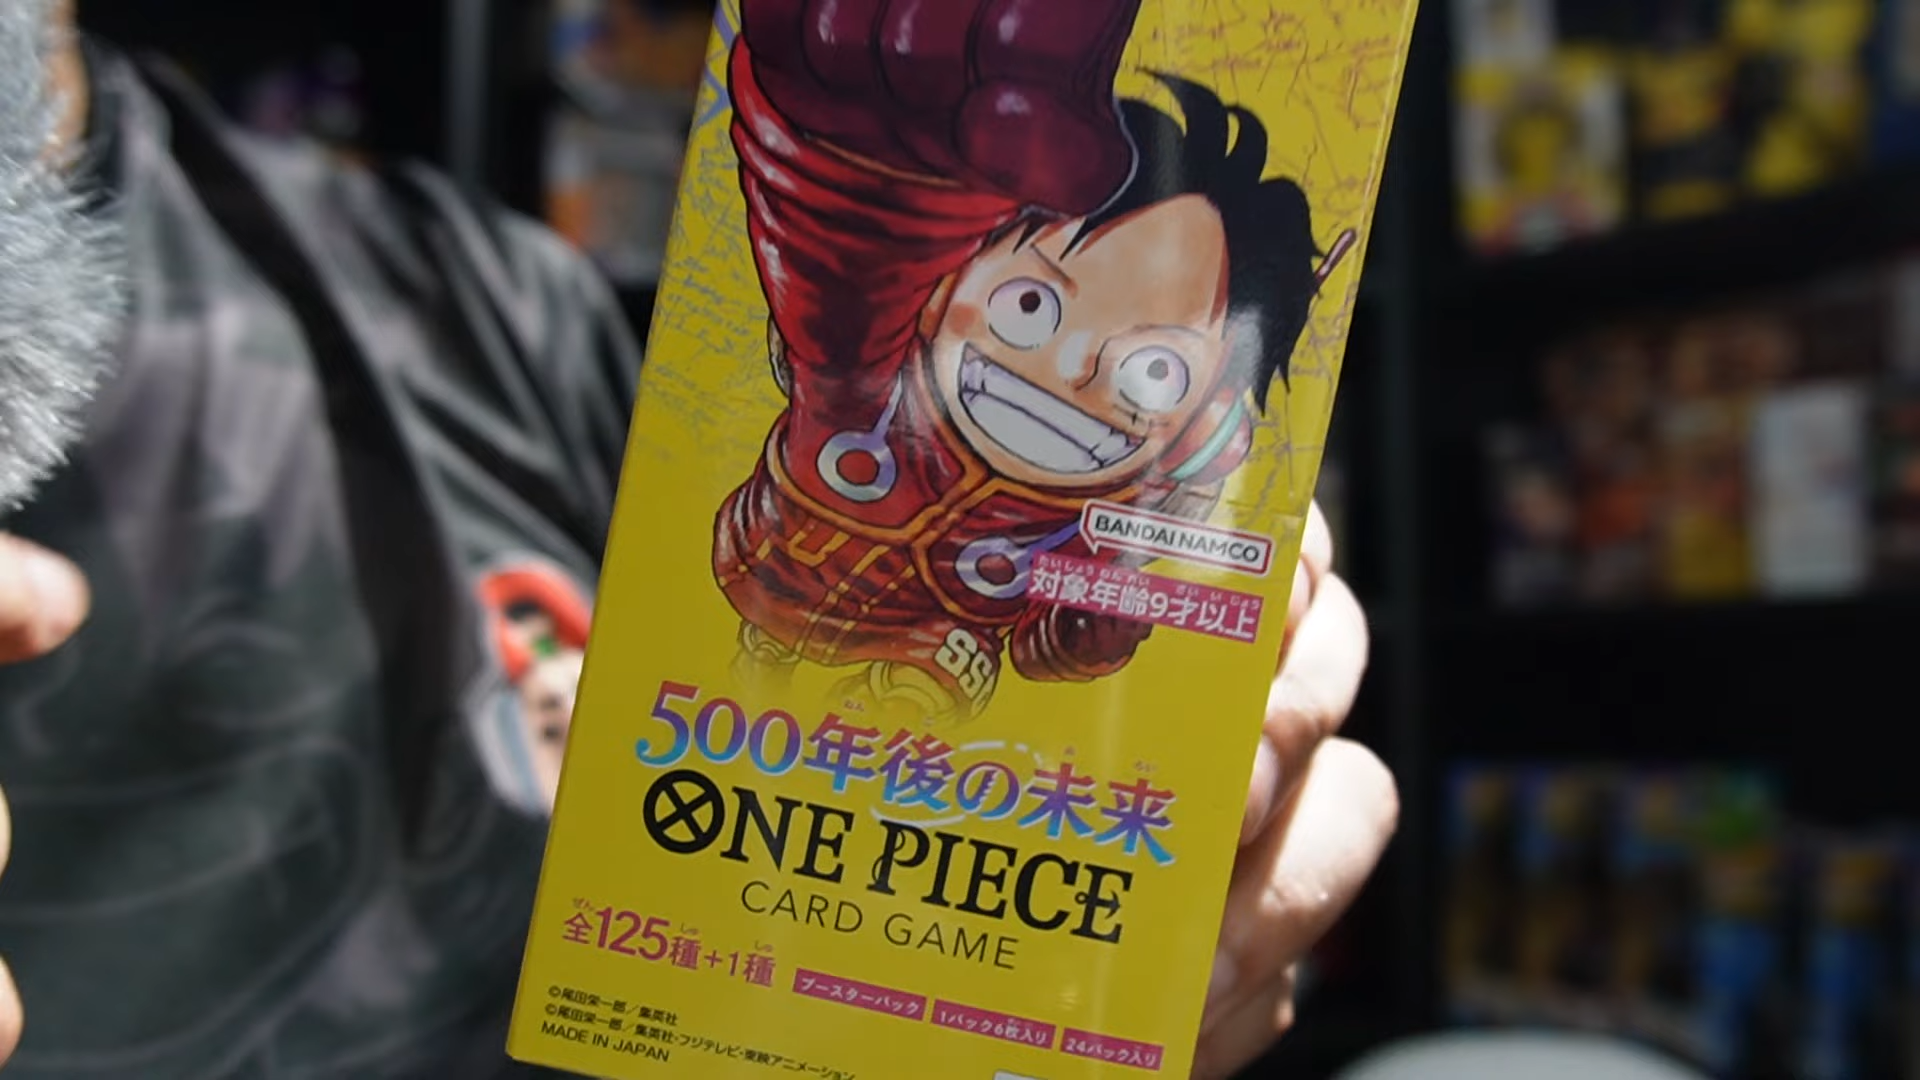 BANDAI NAMCO
対象年齢9才以上
SS
500年後の未来
ONE PIECE
CARD GAME
全125種+1種
ブースターパック
1パック6枚入り
24パック入り
©尾田栄一郎/集英社
©尾田栄一郎/集英社・フジテレビ・東映アニメーション
MADE IN JAPAN